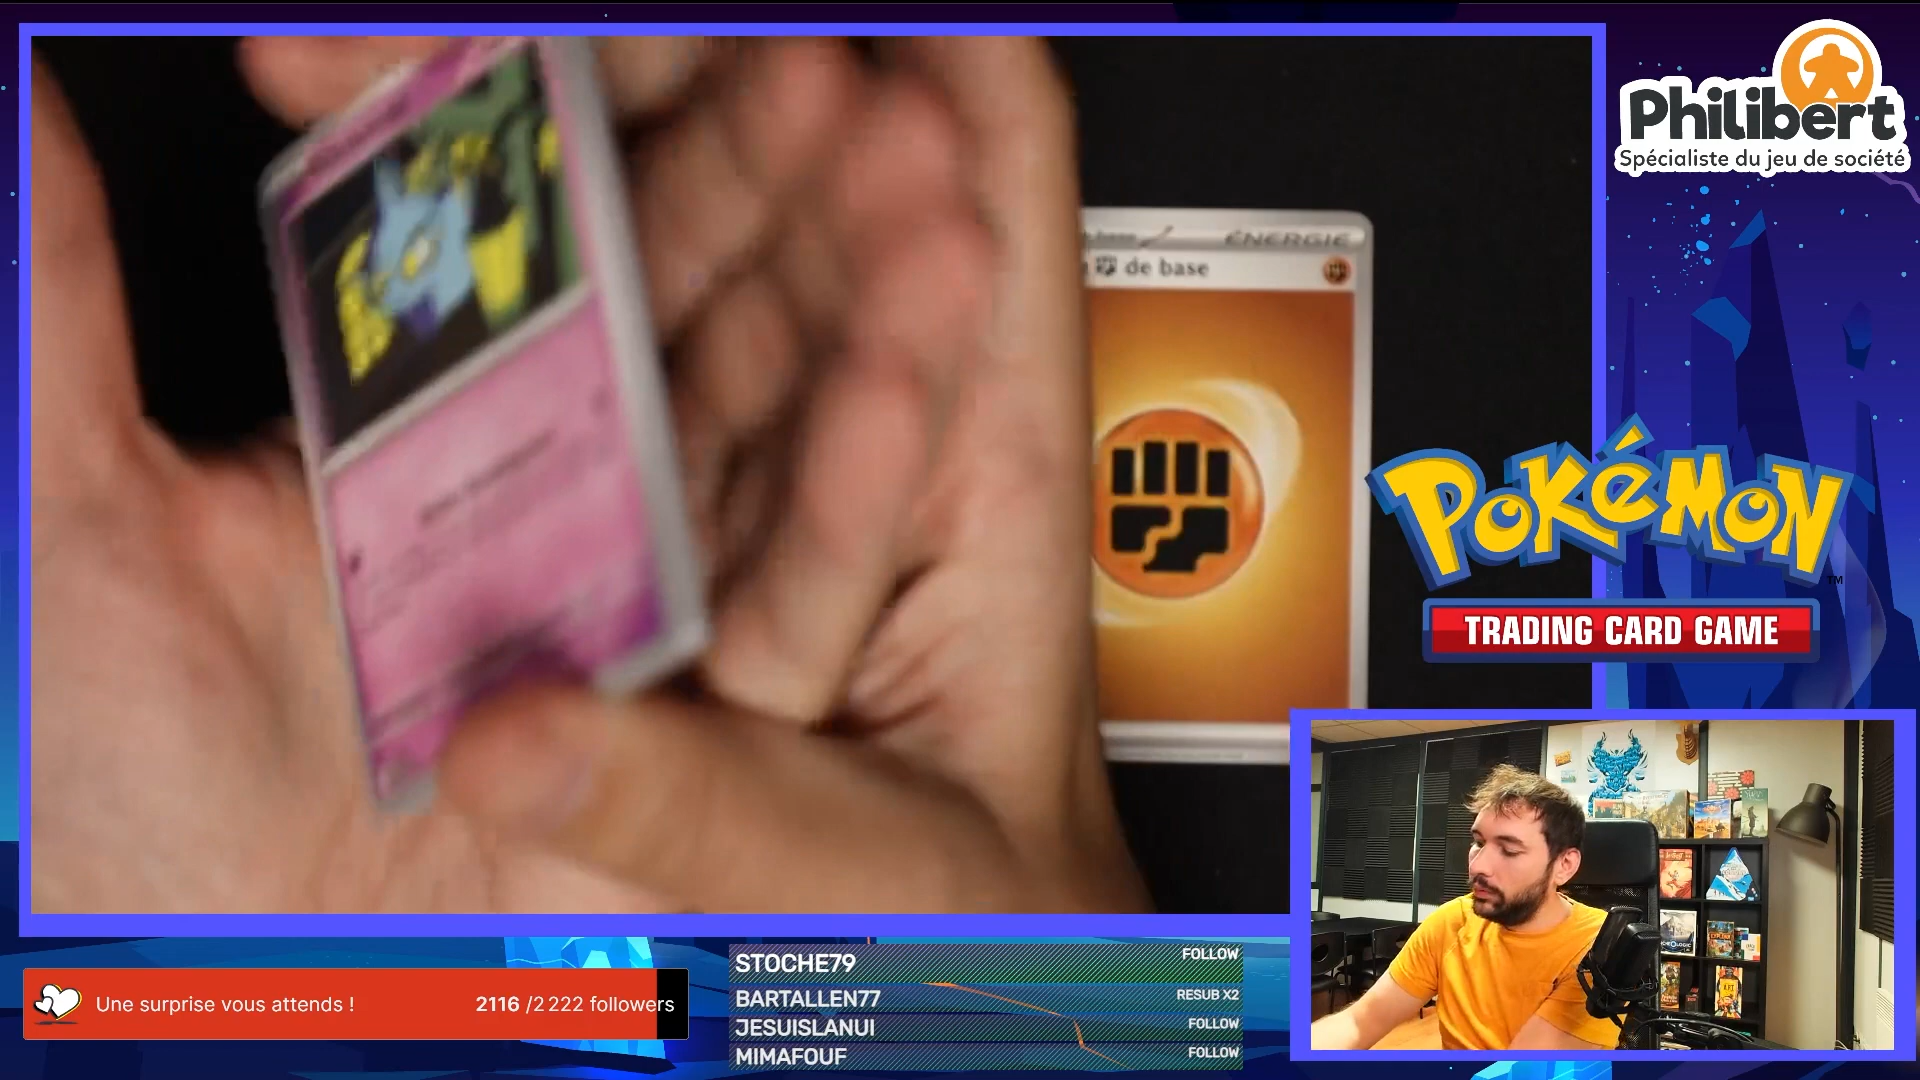 Philibert
Spécialiste du jeu de société
ÉNERGIE
de base
POKÉMON
TM
TRADING CARD GAME
Une surprise vous attends !
2116 /2 222 followers
STOCHE79 FOLLOW
BARTALLEN77 RESUB X2
JESUISLANUI FOLLOW
MIMAFOUF FOLLOW